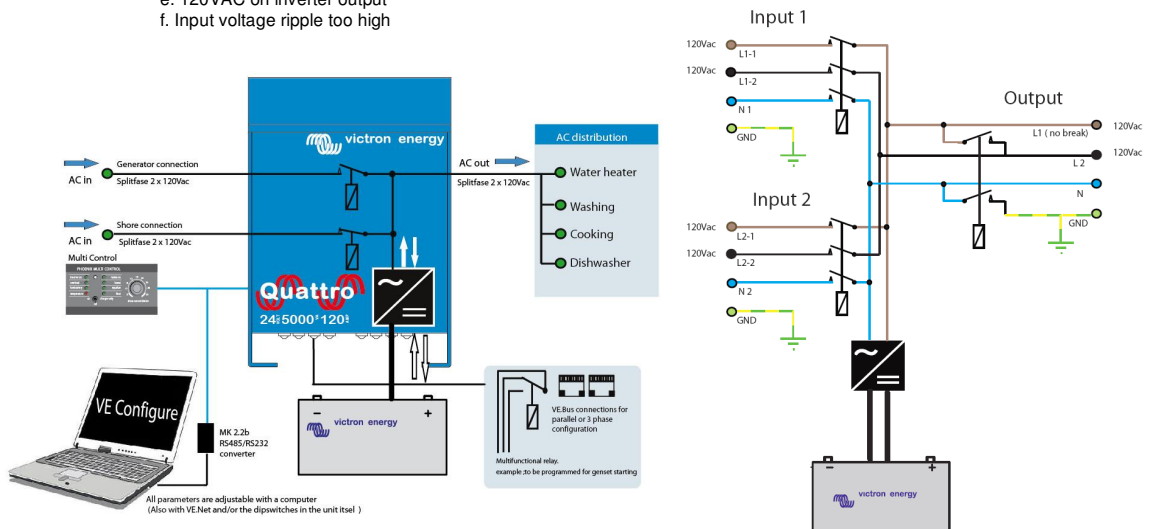 e. 120VAC on inverter output
f. Input voltage ripple too high
victron energy
Generator connection
AC in
Splitfase 2 x 120Vac
Shore connection
AC in
Splitfase 2 x 120Vac
AC out
Splitfase 2 x 120Vac
AC distribution
Water heater
Washing
Cooking
Dishwasher
Multi Control
PHOENIX MULTI CONTROL
Quattro
24 5000 120
VE Configure
MK 2.2b
RS485/RS232
converter
- +
victron energy
VE.Bus connections for
parallel or 3 phase
configuration
Multifunctional relay.
example ;to be programmed for genset starting
All parameters are adjustable with a computer
(Also with VE.Net and/or the dipswitches in the unit itsel )
Input 1
120Vac
L1-1
120Vac
L1-2
N 1
GND
Output
L1 ( no break)
120Vac
L 2
120Vac
N
GND
Input 2
120Vac
L2-1
120Vac
L2-2
N 2
GND
- +
victron energy